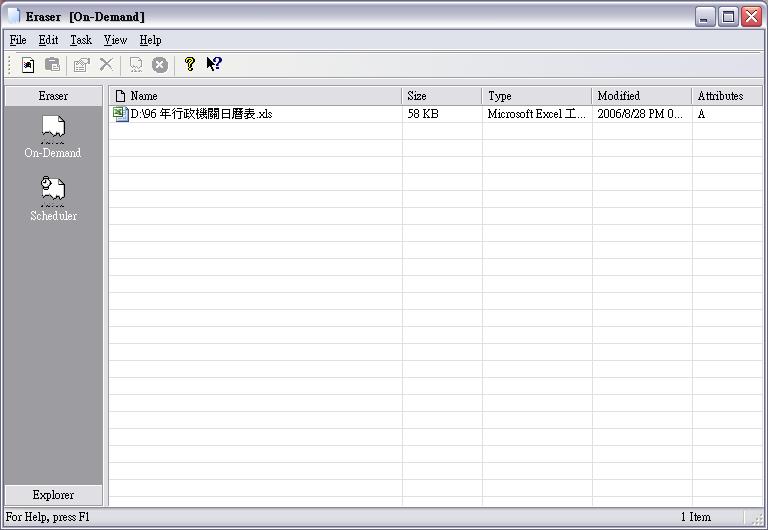 Eraser [On-Demand]
File Edit Task View Help
Eraser
Name Size Type Modified Attributes
D:\96 年行政機關日曆表.xls 58 KB Microsoft Excel 工... 2006/8/28 PM 0... A
On-Demand
Scheduler
Explorer
For Help, press F1 1 Item